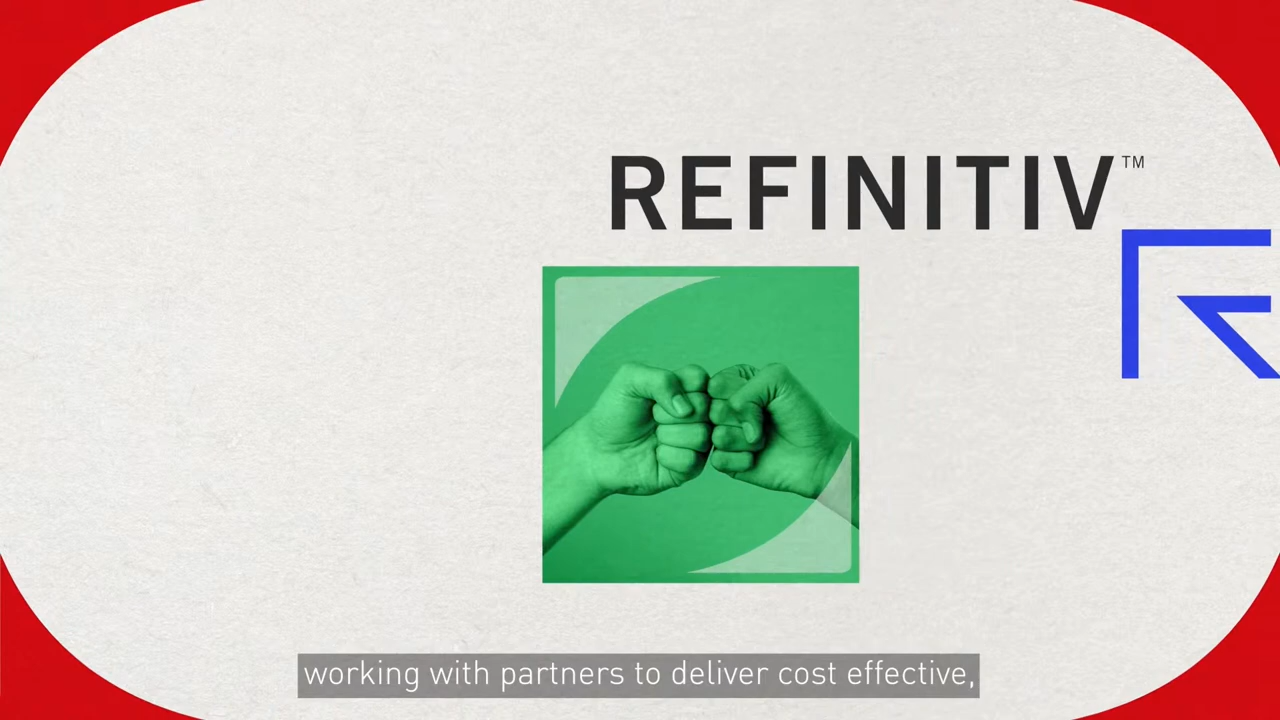 REFINITIV™
working with partners to deliver cost effective,